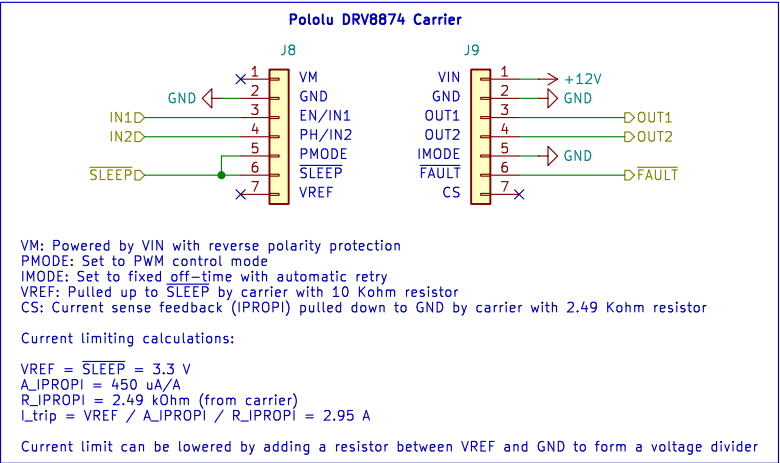 Pololu DRV8874 Carrier
J8 J9
1 VM VIN 1 +12V
GND 2 GND GND 2 GND
IN1 3 EN/IN1 OUT1 3 OUT1
IN2 4 PH/IN2 OUT2 4 OUT2
5 PMODE IMODE 5 GND
SLEEP 6 SLEEP FAULT 6 FAULT
7 VREF CS 7
VM: Powered by VIN with reverse polarity protection
PMODE: Set to PWM control mode
IMODE: Set to fixed off-time with automatic retry
VREF: Pulled up to SLEEP by carrier with 10 Kohm resistor
CS: Current sense feedback (IPROPI) pulled down to GND by carrier with 2.49 Kohm resistor
Current limiting calculations:
VREF = SLEEP = 3.3 V
A_IPROPI = 450 uA/A
R_IPROPI = 2.49 kOhm (from carrier)
I_trip = VREF / A_IPROPI / R_IPROPI = 2.95 A
Current limit can be lowered by adding a resistor between VREF and GND to form a voltage divider